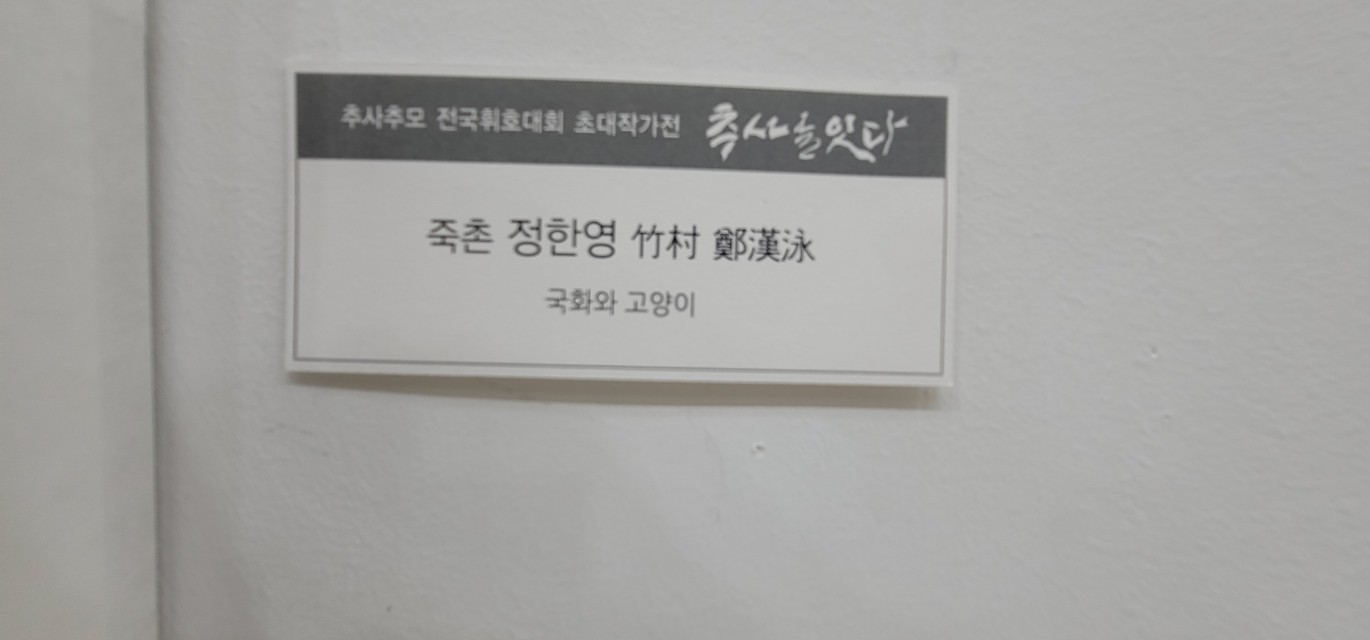 추사추모 전국휘호대회 초대작가전 추사를잇다
죽촌 정한영 竹村 鄭漢泳
국화와 고양이